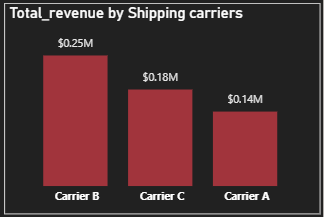 Total_revenue by Shipping carriers
$0.25M
$0.18M
$0.14M
Carrier B
Carrier C
Carrier A